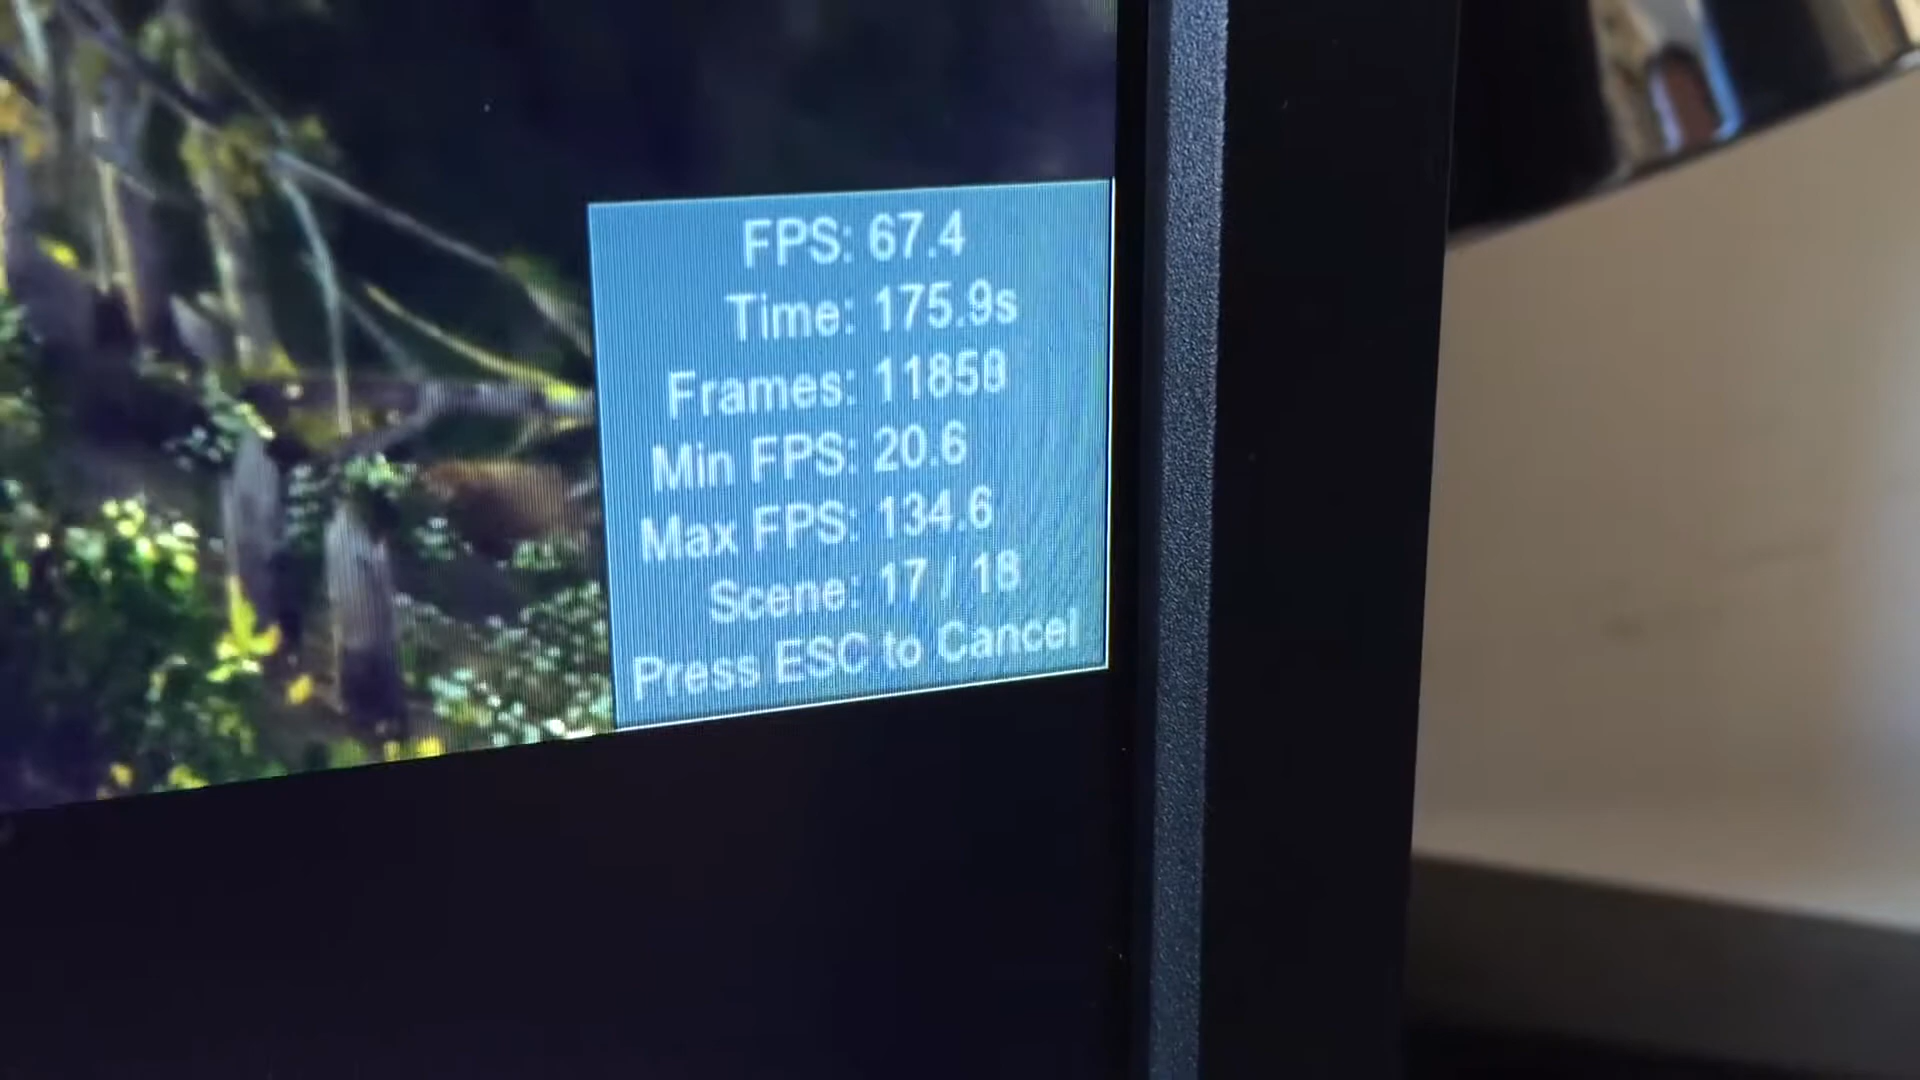 FPS: 67.4
Time: 175.9s
Frames:
Min FPS: 20.6
Max FPS: 134.6
Scene: 17 / 18
Press ESC to Cancel